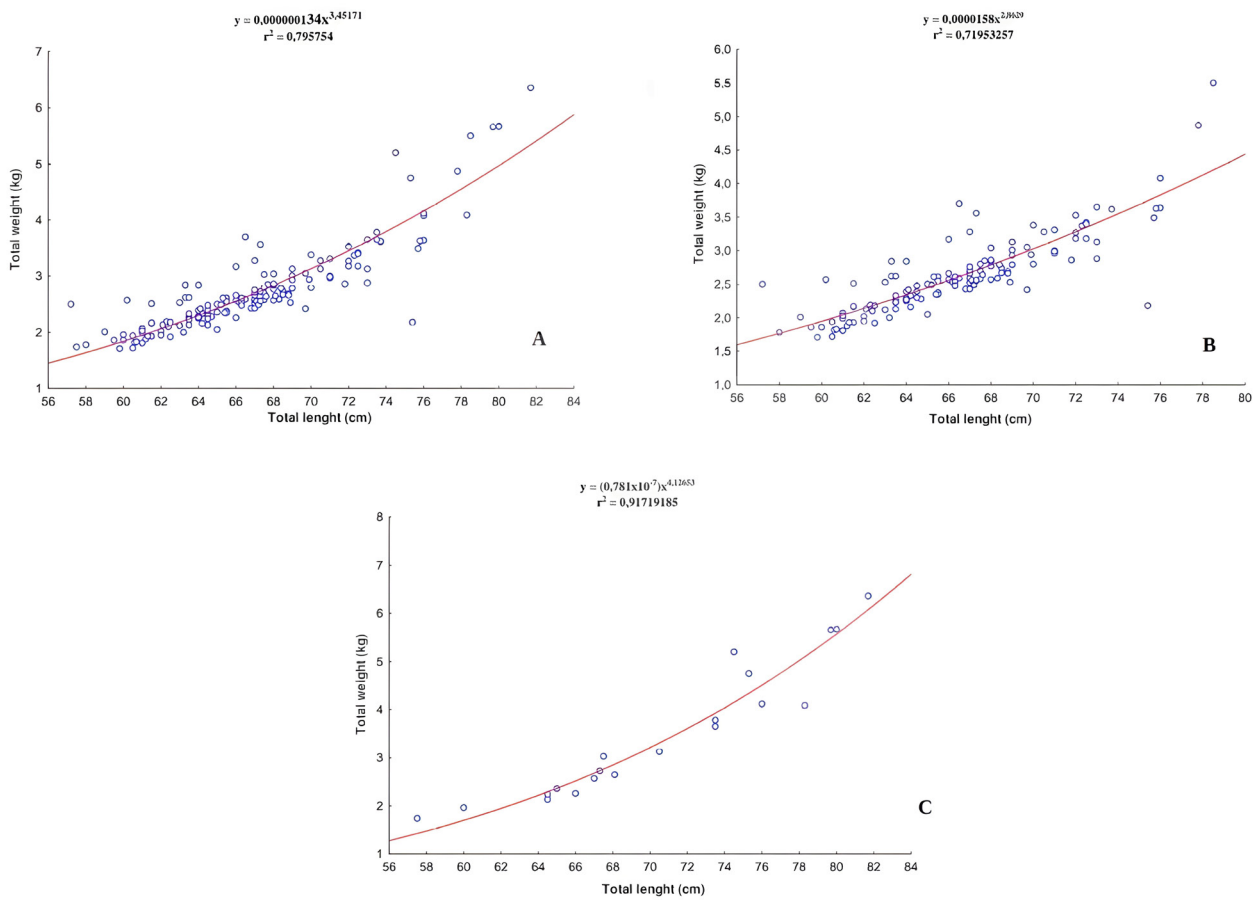 y = 0,000000134x^3,45171
r² = 0,795754
7
6
5
4
3
2
1
Total weight (kg)
56 58 60 62 64 66 68 70 72 74 76 78 80 82 84
Total lenght (cm)
A
y = 0,0000158x
r² = 0,71953257
6,0
5,5
5,0
4,5
4,0
3,5
3,0
2,5
2,0
1,5
1,0
Total weight (kg)
56 58 60 62 64 66 68 70 72 74 76 78 80
Total lenght (cm)
B
y = (0,781x10⁻⁷)x
r² = 0,91719185
8
7
6
5
4
3
2
1
Total weight (kg)
56 58 60 62 64 66 68 70 72 74 76 78 80 82 84
Total lenght (cm)
C